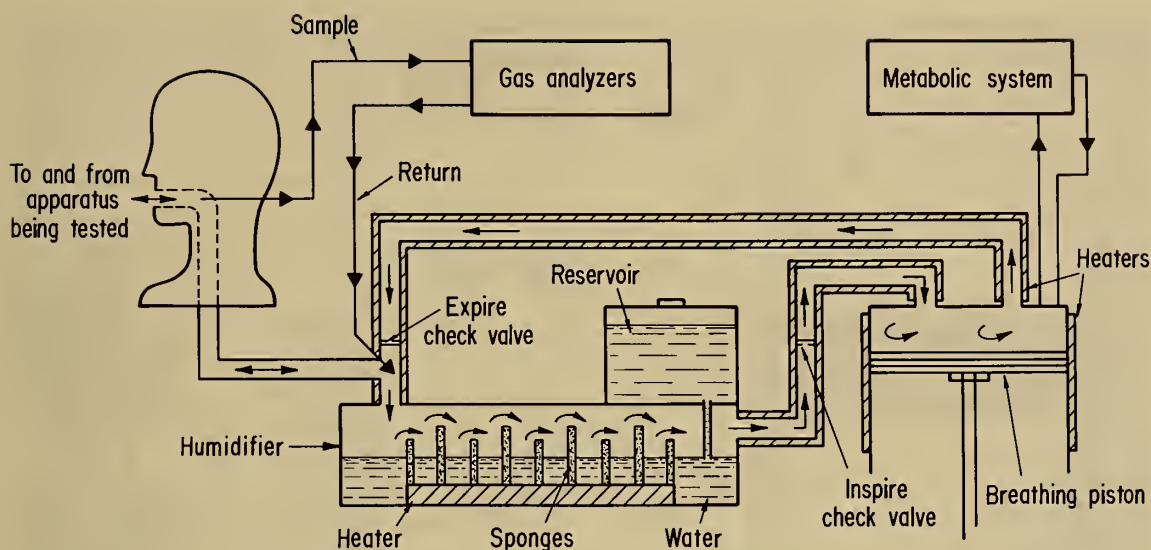 Sample
Gas analyzers
Metabolic system
To and from
apparatus
being tested
Return
Reservoir
Heaters
Expire
check valve
Humidifier
Inspire
check valve
Breathing piston
Heater
Sponges
Water